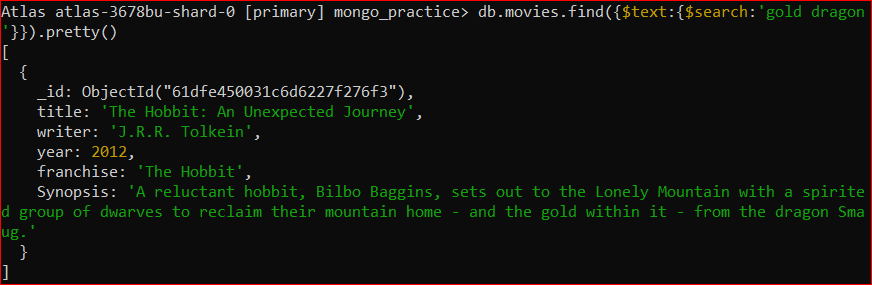 Atlas atlas-3678bu-shard-0 [primary] mongo_practice> db.movies.find({$text:{$search:'gold dragon
'}}).pretty()
[
  {
    _id: ObjectId("61dfe450031c6d6227f276f3"),
    title: 'The Hobbit: An Unexpected Journey',
    writer: 'J.R.R. Tolkein',
    year: 2012,
    franchise: 'The Hobbit',
    Synopsis: 'A reluctant hobbit, Bilbo Baggins, sets out to the Lonely Mountain with a spirite
d group of dwarves to reclaim their mountain home - and the gold within it - from the dragon Sma
ug.'
  }
]